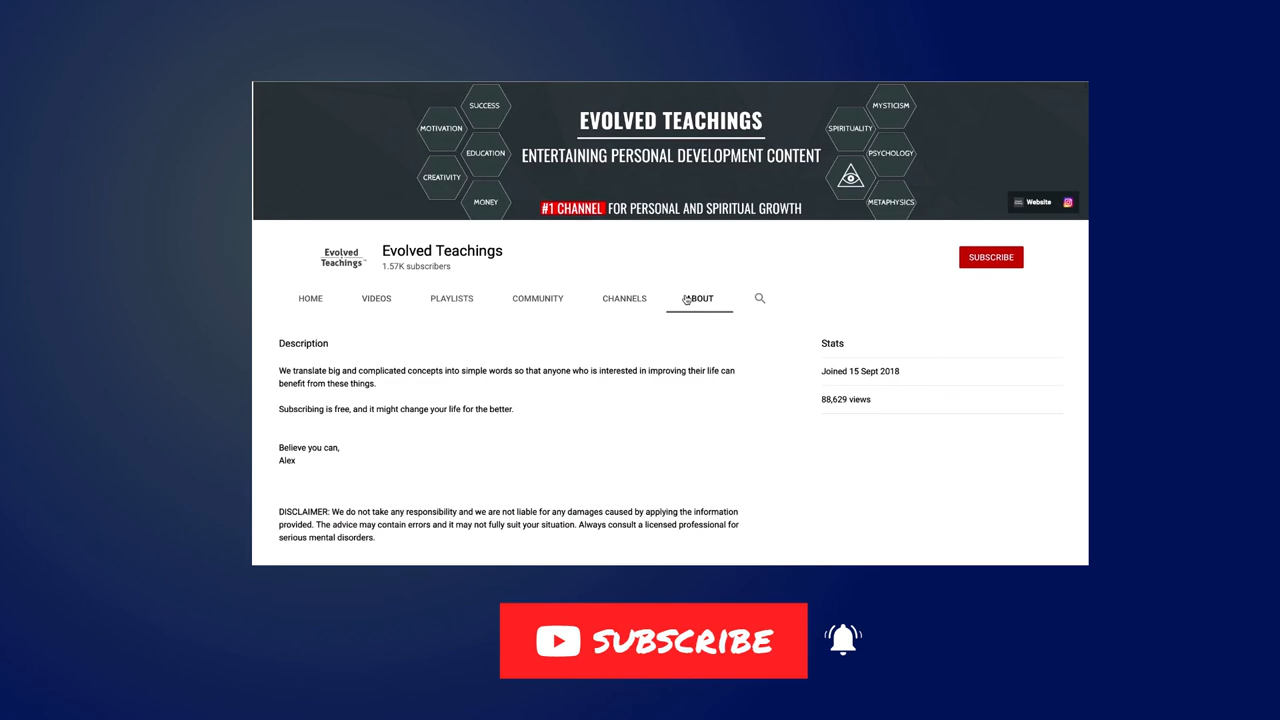 SUCCESS
MOTIVATION
EDUCATION
CREATIVITY
MONEY
EVOLVED TEACHINGS
ENTERTAINING PERSONAL DEVELOPMENT CONTENT
#1 CHANNEL FOR PERSONAL AND SPIRITUAL GROWTH
MYSTICISM
SPIRITUALITY
PSYCHOLOGY
METAPHYSICS
Website
Evolved
Teachings
Evolved Teachings
1.57K subscribers
SUBSCRIBE
HOME VIDEOS PLAYLISTS COMMUNITY CHANNELS ABOUT
Description
We translate big and complicated concepts into simple words so that anyone who is interested in improving their life can
benefit from these things.
Subscribing is free, and it might change your life for the better.
Believe you can,
Alex
DISCLAIMER: We do not take any responsibility and we are not liable for any damages caused by applying the information
provided. The advice may contain errors and it may not fully suit your situation. Always consult a licensed professional for
serious mental disorders.
Stats
Joined 15 Sept 2018
88,629 views
SUBSCRIBE